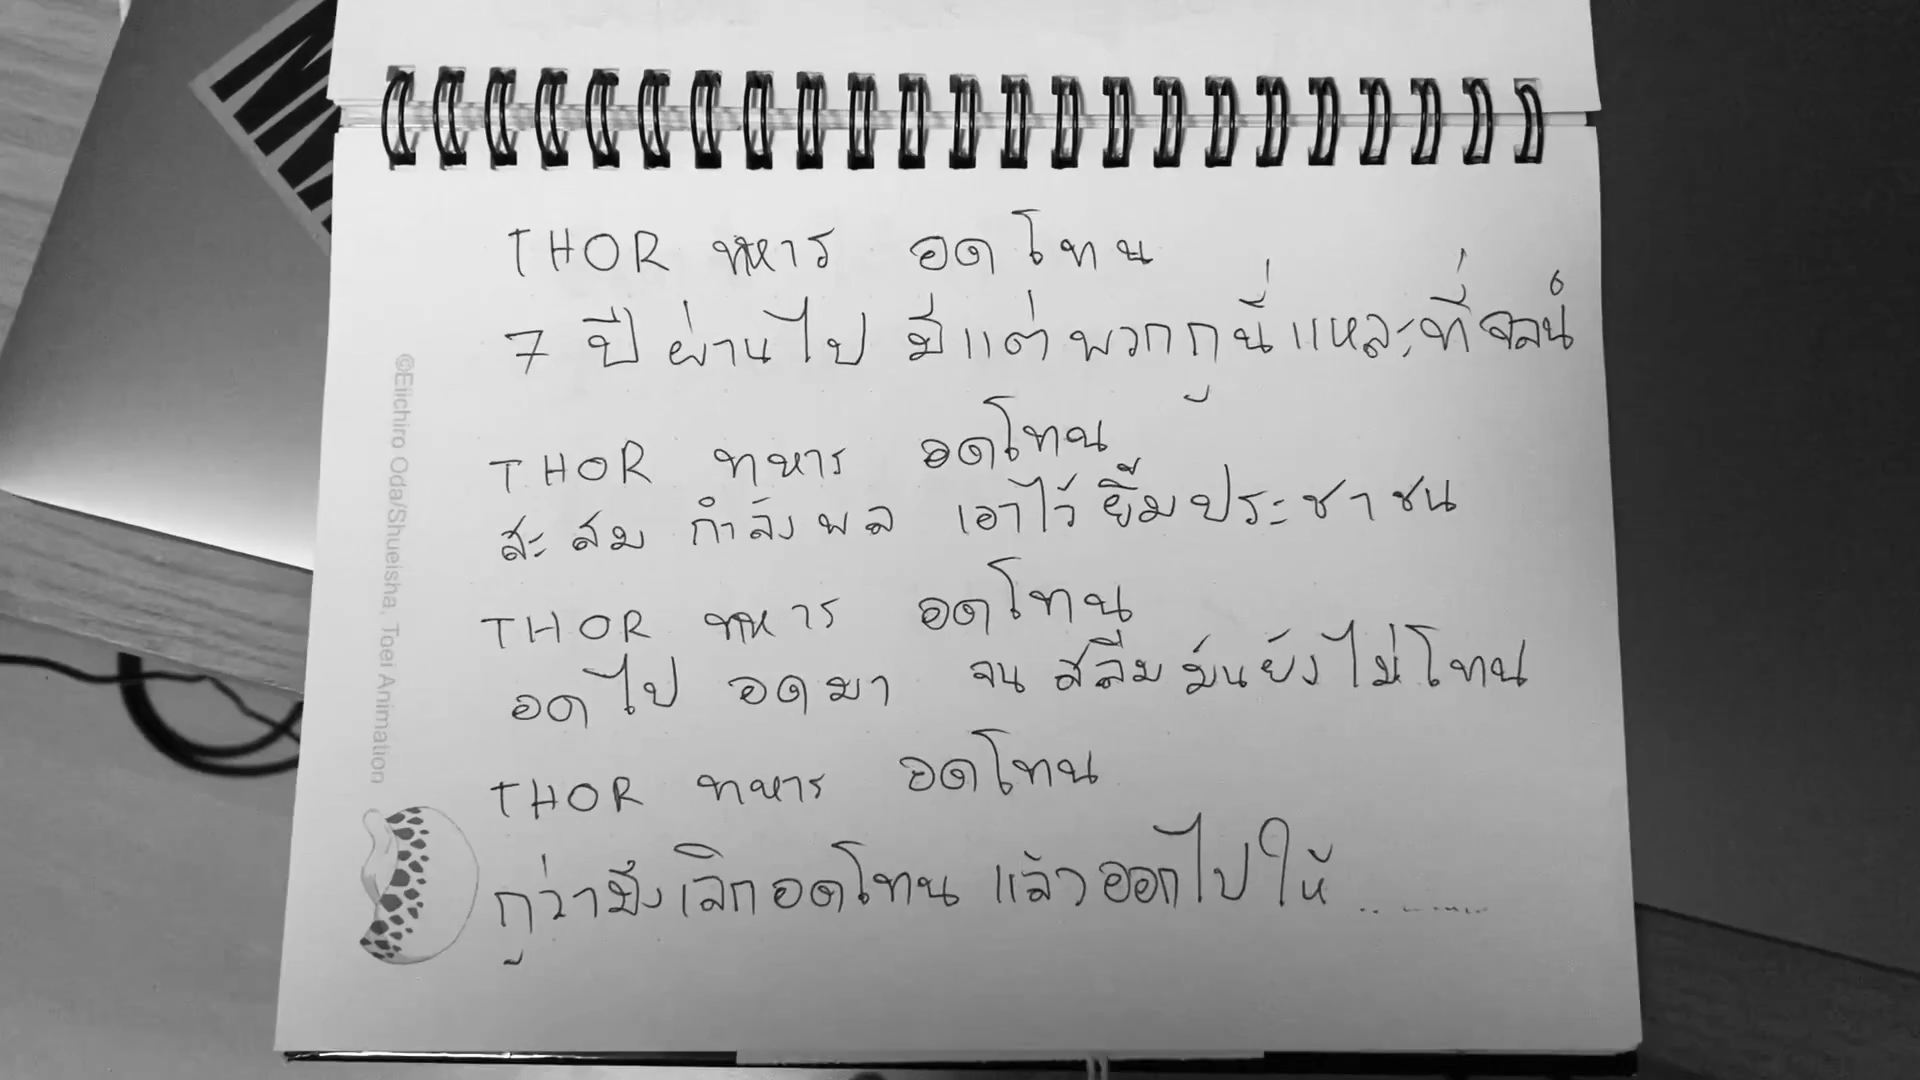 THOR ทหาร อดโทน
7 ปี ผ่านไป มีแต่พวกกูนี่แหละที่จลน์
THOR ทหาร อดโทน
สะสม กำลังพล เอาไว้ยิ้มประชาชน
THOR ทหาร อดโทน
อดไป อดมา จนสลืมมันยังไม่โทน
THOR ทหาร อดโทน
กูว่ามึงเลิกอดโทน แล้วออกไปให้ .........
©Eiichiro Oda/Shueisha, Toei Animation